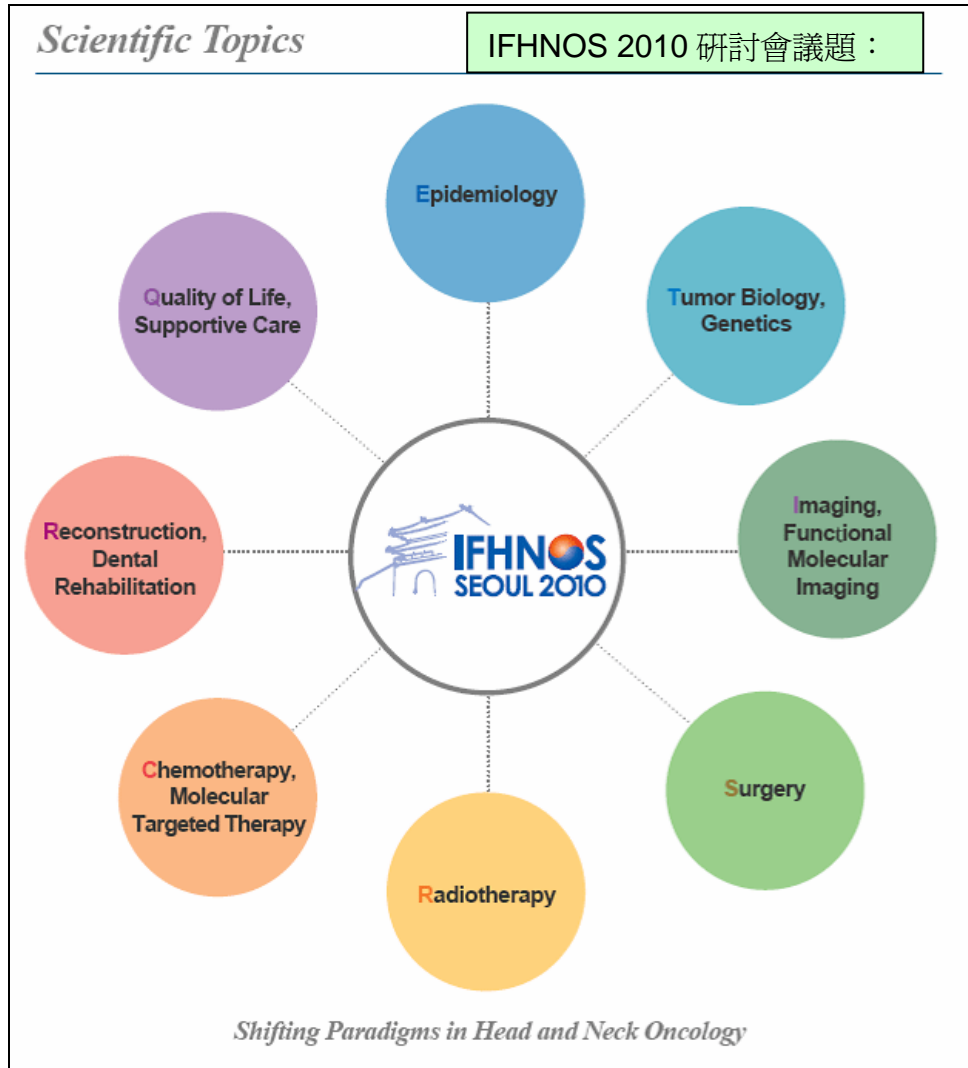 Scientific Topics
IFHNOS 2010 研討會議題：
Epidemiology
Tumor Biology,
Genetics
Imaging,
Functional
Molecular
Imaging
Surgery
Radiotherapy
Chemotherapy,
Molecular
Targeted Therapy
Reconstruction,
Dental
Rehabilitation
Quality of Life,
Supportive Care
IFHNOS
SEOUL 2010
Shifting Paradigms in Head and Neck Oncology